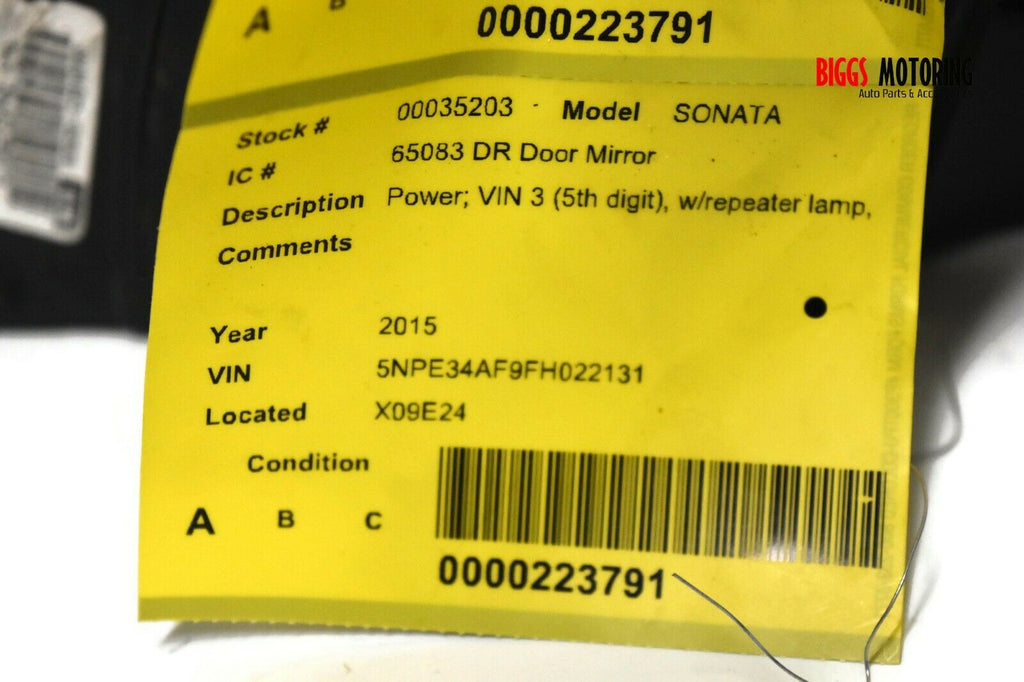 A B
0000223791
BIGGS MOTORING
Auto Parts &
Stock # 00035203 Model SONATA
IC # 65083 DR Door Mirror
Description Power; VIN 3 (5th digit), w/repeater lamp,
Comments
Year 2015
VIN 5NPE34AF9FH022131
Located X09E24
Condition
A B C
0000223791